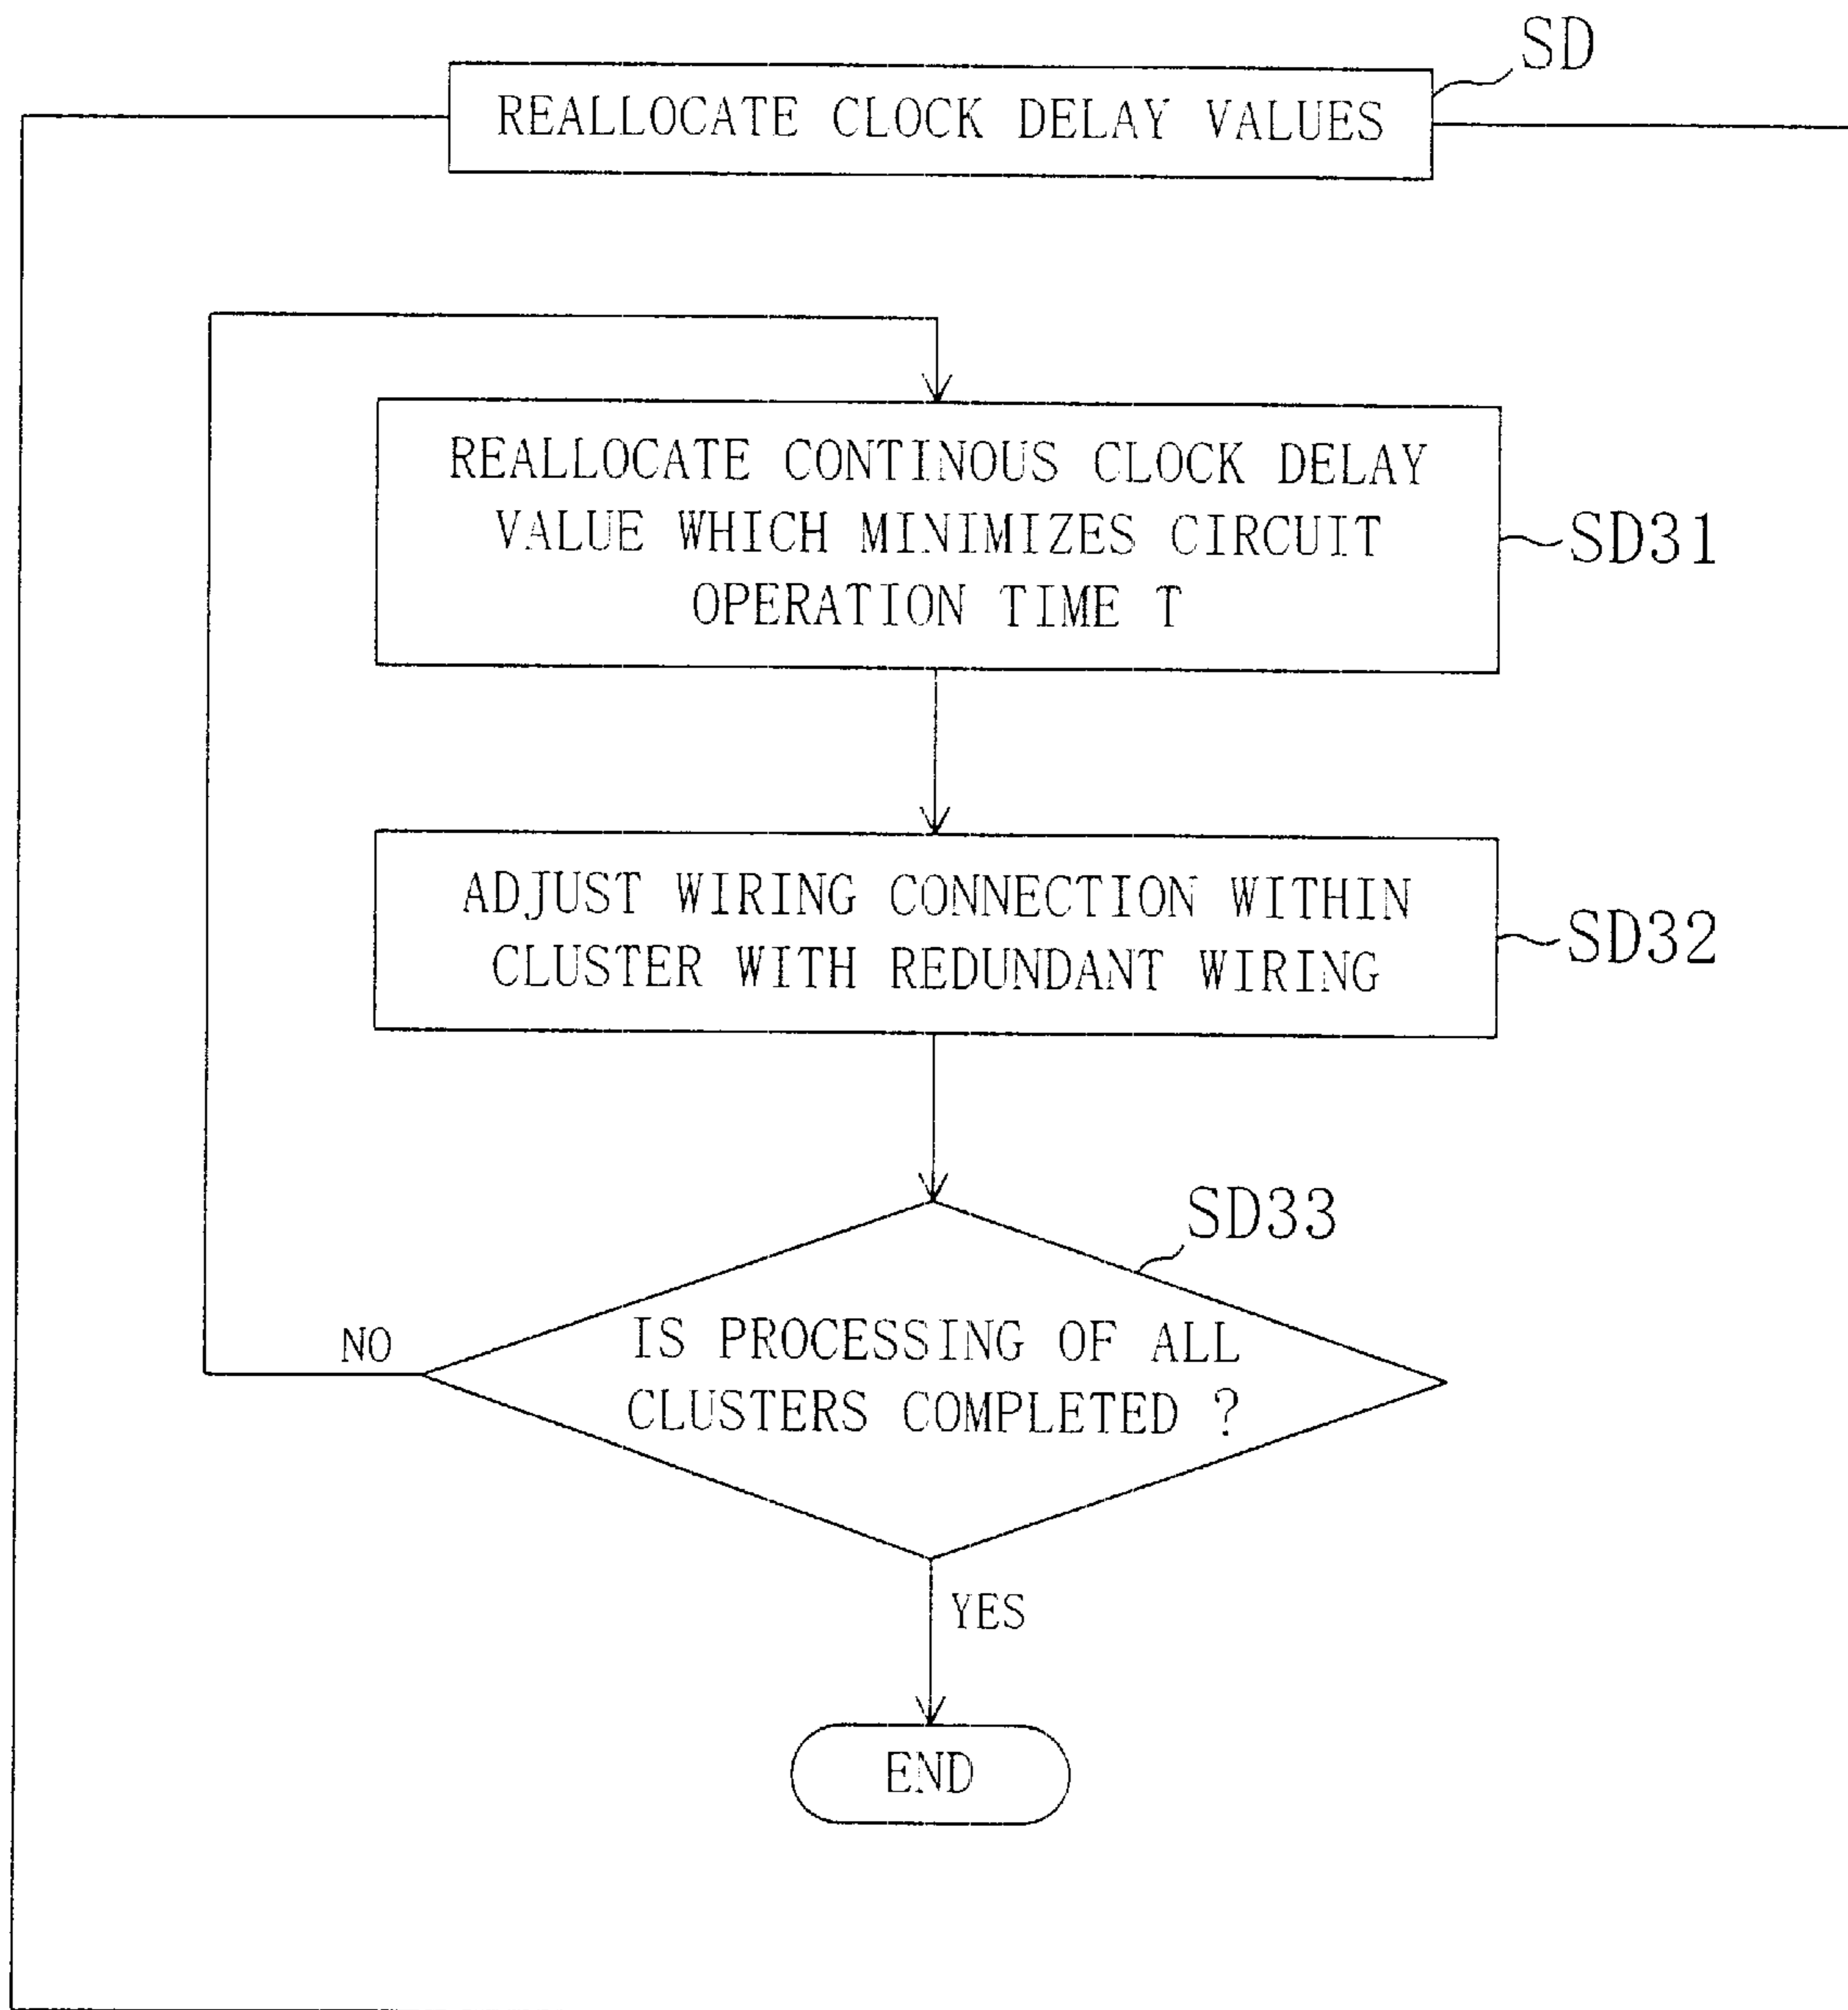 SD
REALLOCATE CLOCK DELAY VALUES
REALLOCATE CONTINOUS CLOCK DELAY
VALUE WHICH MINIMIZES CIRCUIT
OPERATION TIME T
SD31
ADJUST WIRING CONNECTION WITHIN
CLUSTER WITH REDUNDANT WIRING
SD32
SD33
IS PROCESSING OF ALL
CLUSTERS COMPLETED ?
NO
YES
END